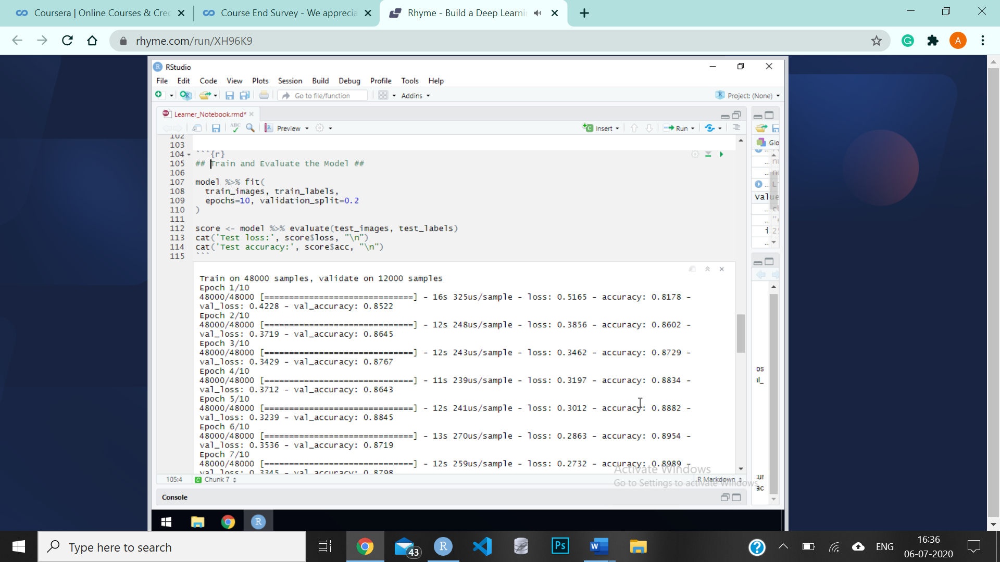 Coursera | Online Courses & Cre
Course End Survey - We apprecia
Rhyme - Build a Deep Learni
rhyme.com/run/XH96K9
A
RStudio
File Edit Code View Plots Session Build Debug Profile Tools Help
Go to file/function
Addins
Project: (None)
Learner_Notebook.rmd*
ABC
Preview
Insert
Run
Glo
102
103
104 ```{r}
105 ## Train and Evaluate the Model ##
106
107 model %>% fit(
108 train_images, train_labels,
109 epochs=10, validation_split=0.2
110 )
111
112 score <- model %>% evaluate(test_images, test_labels)
113 cat('Test loss:', score$loss, "\n")
114 cat('Test accuracy:', score$acc, "\n")
115 ```
Value
Train on 48000 samples, validate on 12000 samples
Epoch 1/10
48000/48000 [==============================] - 16s 325us/sample - loss: 0.5165 - accuracy: 0.8178 -
val_loss: 0.4228 - val_accuracy: 0.8522
Epoch 2/10
48000/48000 [==============================] - 12s 248us/sample - loss: 0.3856 - accuracy: 0.8602 -
val_loss: 0.3719 - val_accuracy: 0.8645
Epoch 3/10
48000/48000 [==============================] - 12s 243us/sample - loss: 0.3462 - accuracy: 0.8729 -
val_loss: 0.3429 - val_accuracy: 0.8767
Epoch 4/10
48000/48000 [==============================] - 11s 239us/sample - loss: 0.3197 - accuracy: 0.8834 -
val_loss: 0.3712 - val_accuracy: 0.8643
Epoch 5/10
48000/48000 [==============================] - 12s 241us/sample - loss: 0.3012 - accuracy: 0.8882 -
val_loss: 0.3239 - val_accuracy: 0.8845
Epoch 6/10
48000/48000 [==============================] - 13s 270us/sample - loss: 0.2863 - accuracy: 0.8954 -
val_loss: 0.3536 - val_accuracy: 0.8719
Epoch 7/10
48000/48000 [==============================] - 12s 259us/sample - loss: 0.2732 - accuracy: 0.8989 -
val_loss: 0.3345 - val_accuracy: 0.8798
Activate Windows
Go to Settings to activate Windows.
105:4
Chunk 7
R Markdown
Console
Type here to search
43
ENG
16:36
06-07-2020